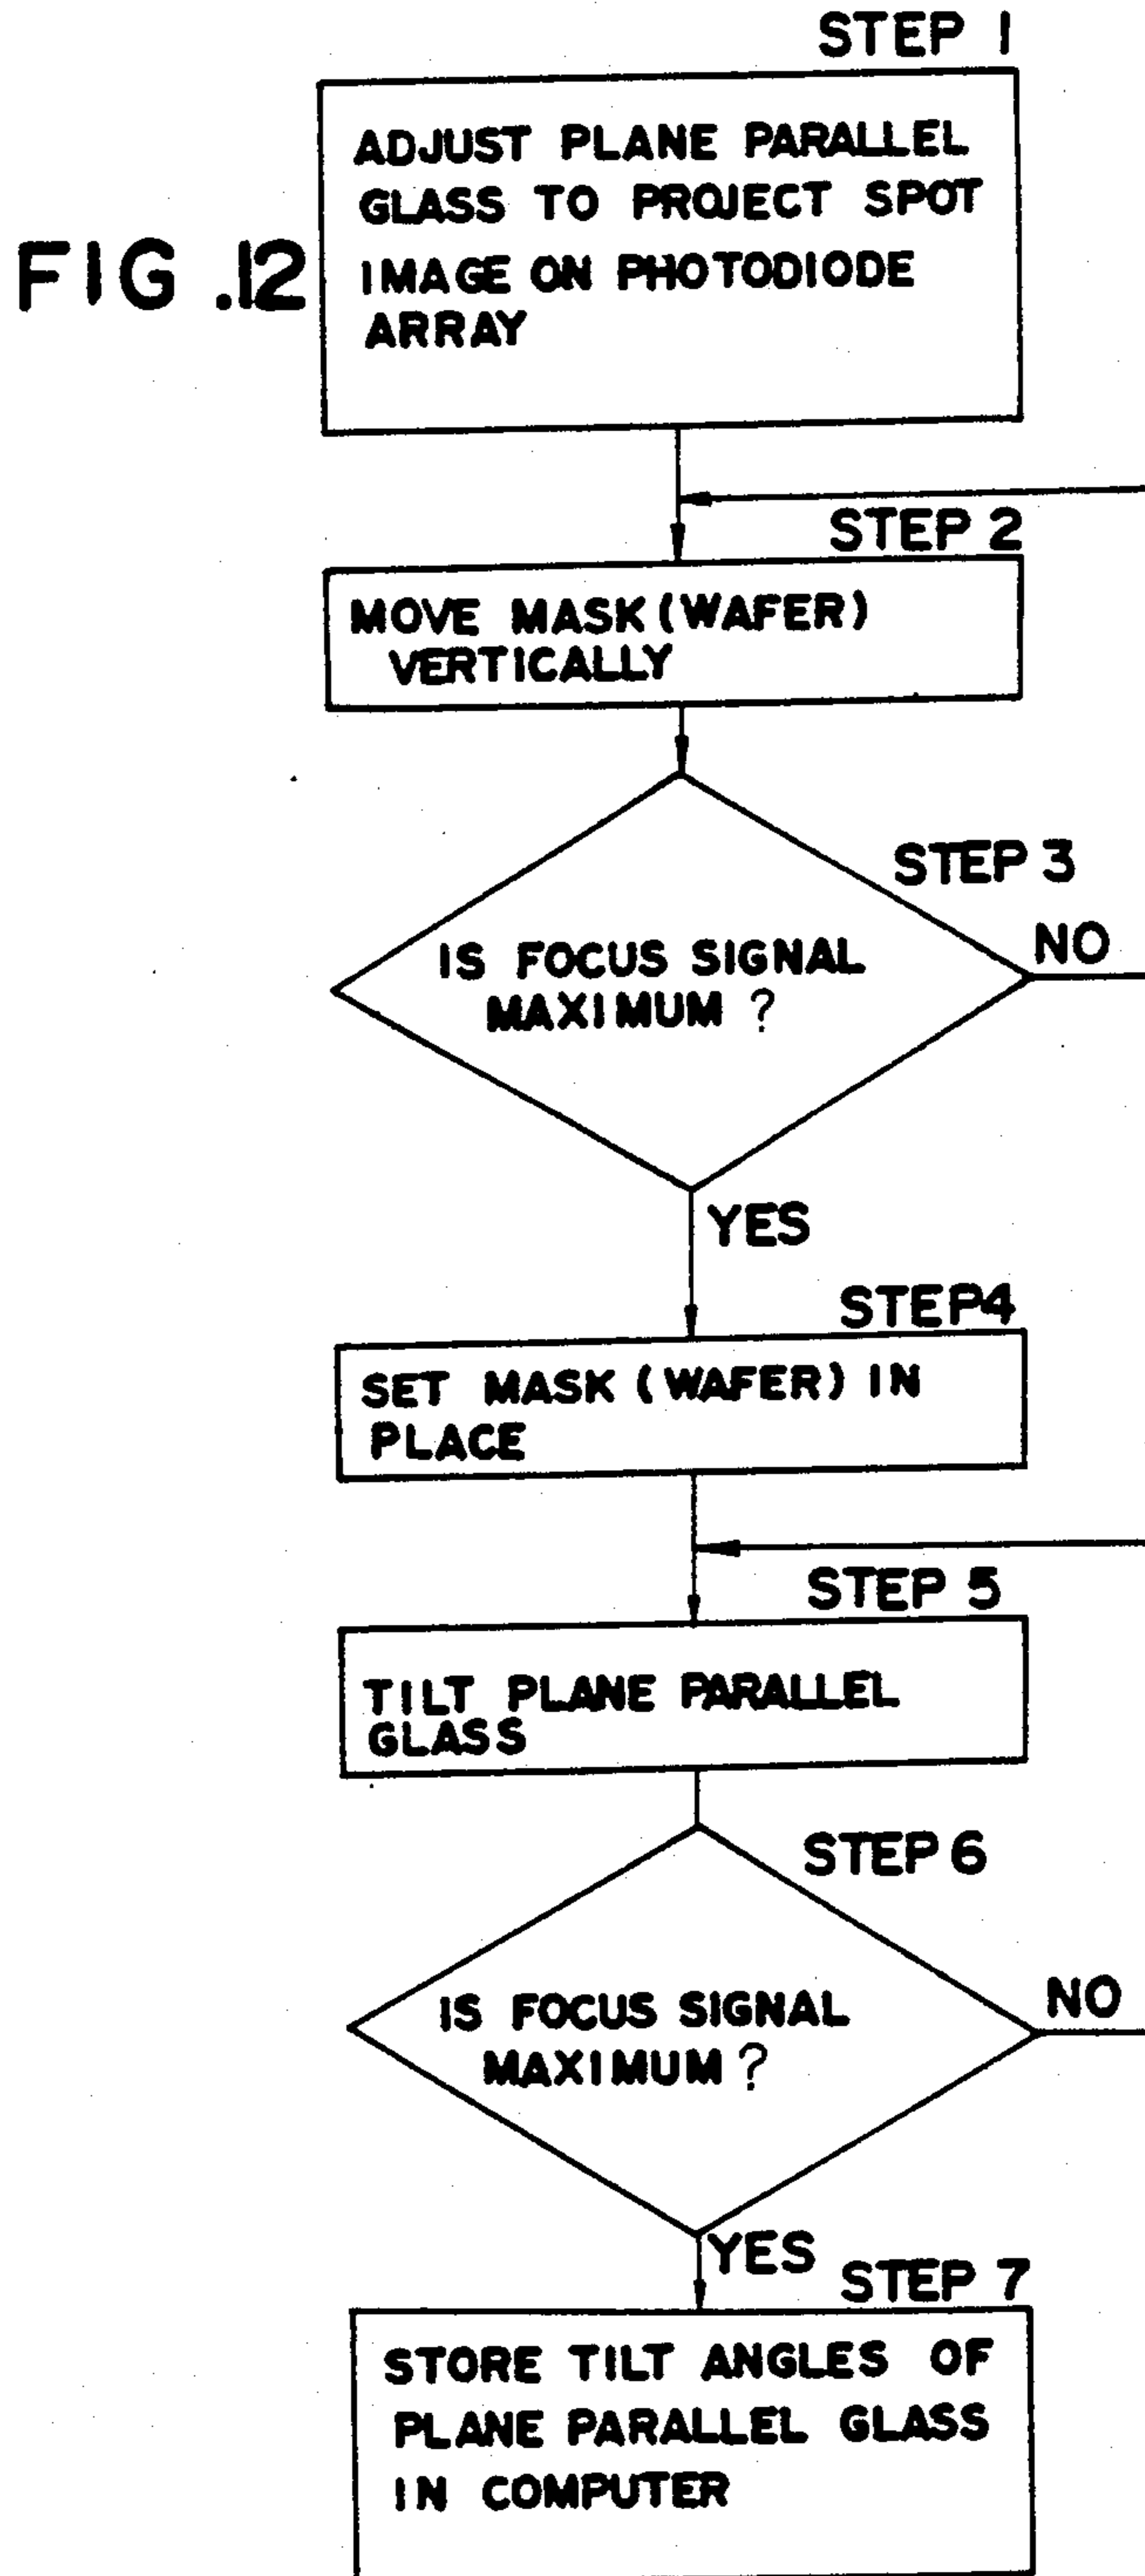 STEP 1
FIG .12
ADJUST PLANE PARALLEL
GLASS TO PROJECT SPOT
IMAGE ON PHOTODIODE
ARRAY
STEP 2
MOVE MASK (WAFER)
VERTICALLY
STEP 3
IS FOCUS SIGNAL
MAXIMUM ?
NO
YES
STEP4
SET MASK (WAFER) IN
PLACE
STEP 5
TILT PLANE PARALLEL
GLASS
STEP 6
IS FOCUS SIGNAL
MAXIMUM ?
NO
YES
STEP 7
STORE TILT ANGLES OF
PLANE PARALLEL GLASS
IN COMPUTER